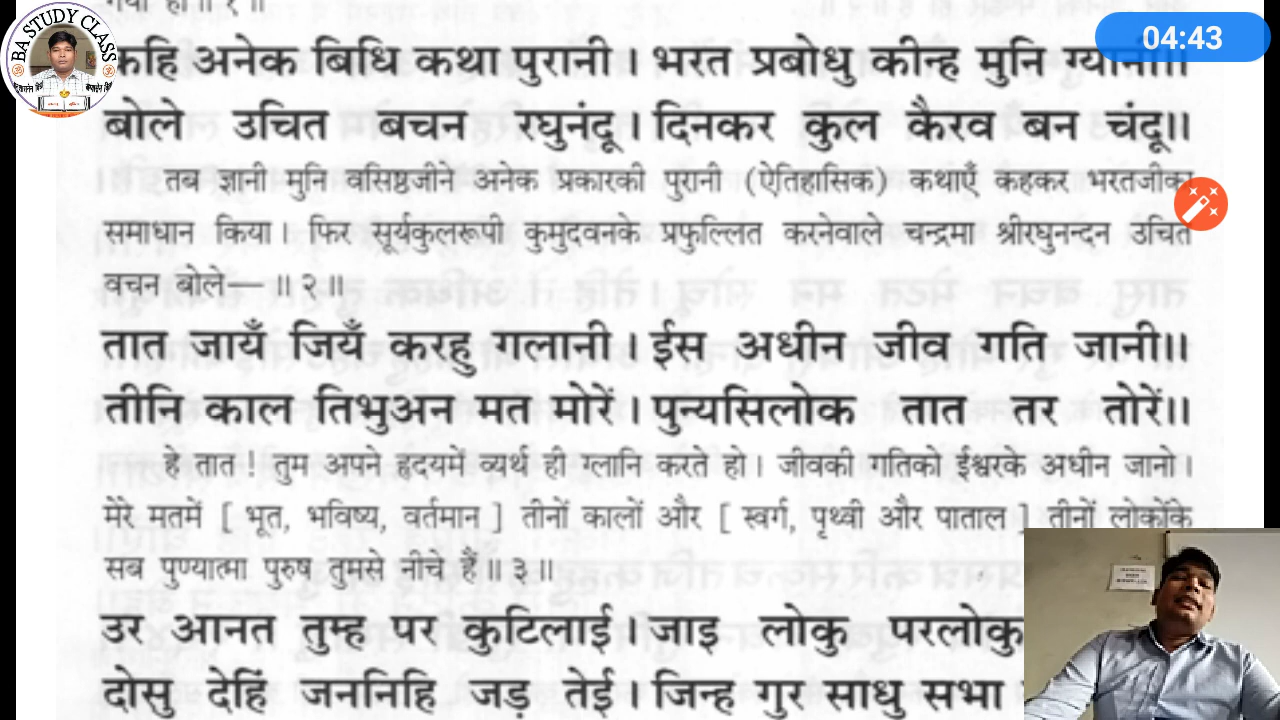 BA STUDY CLASS
04:43
कहि अनेक बिधि कथा पुरानी । भरत प्रबोधु कीन्ह मुनि ग्यानी॥
बोले उचित बचन रघुनंदू । दिनकर कुल कैरव बन चंदू॥
तब ज्ञानी मुनि वसिष्ठजीने अनेक प्रकारकी पुरानी (ऐतिहासिक) कथाएँ कहकर भरतजीका
समाधान किया। फिर सूर्यकुलरूपी कुमुदवनके प्रफुल्लित करनेवाले चन्द्रमा श्रीरघुनन्दन उचित
वचन बोले— ॥ २ ॥
तात जायँ जियँ करहु गलानी । ईस अधीन जीव गति जानी॥
तीनि काल तिभुअन मत मोरें । पुन्यसिलोक तात तर तोरें॥
हे तात ! तुम अपने हृदयमें व्यर्थ ही ग्लानि करते हो। जीवकी गतिको ईश्वरके अधीन जानो।
मेरे मतमें [ भूत, भविष्य, वर्तमान ] तीनों कालों और [ स्वर्ग, पृथ्वी और पाताल ] तीनों लोकोंके
सब पुण्यात्मा पुरुष तुमसे नीचे हैं॥ ३ ॥
उर आनत तुम्ह पर कुटिलाई । जाइ लोकु परलोकु
दोसु देहिं जननिहि जड़ तेई । जिन्ह गुर साधु सभा